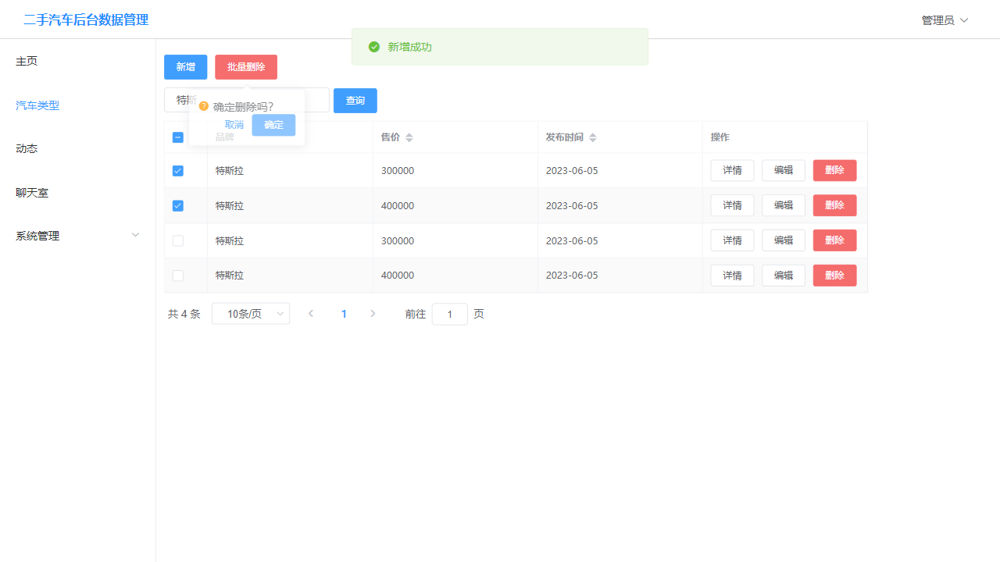 二手汽车后台数据管理
管理员
新增成功
主页
汽车类型
动态
聊天室
系统管理
新增 批量删除
特斯 查询
确定删除吗?
取消 确定
品牌 售价 发布时间 操作
特斯拉 300000 2023-06-05 详情 编辑 删除
特斯拉 400000 2023-06-05 详情 编辑 删除
特斯拉 300000 2023-06-05 详情 编辑 删除
特斯拉 400000 2023-06-05 详情 编辑 删除
共 4 条 10条/页 1 前往 1 页